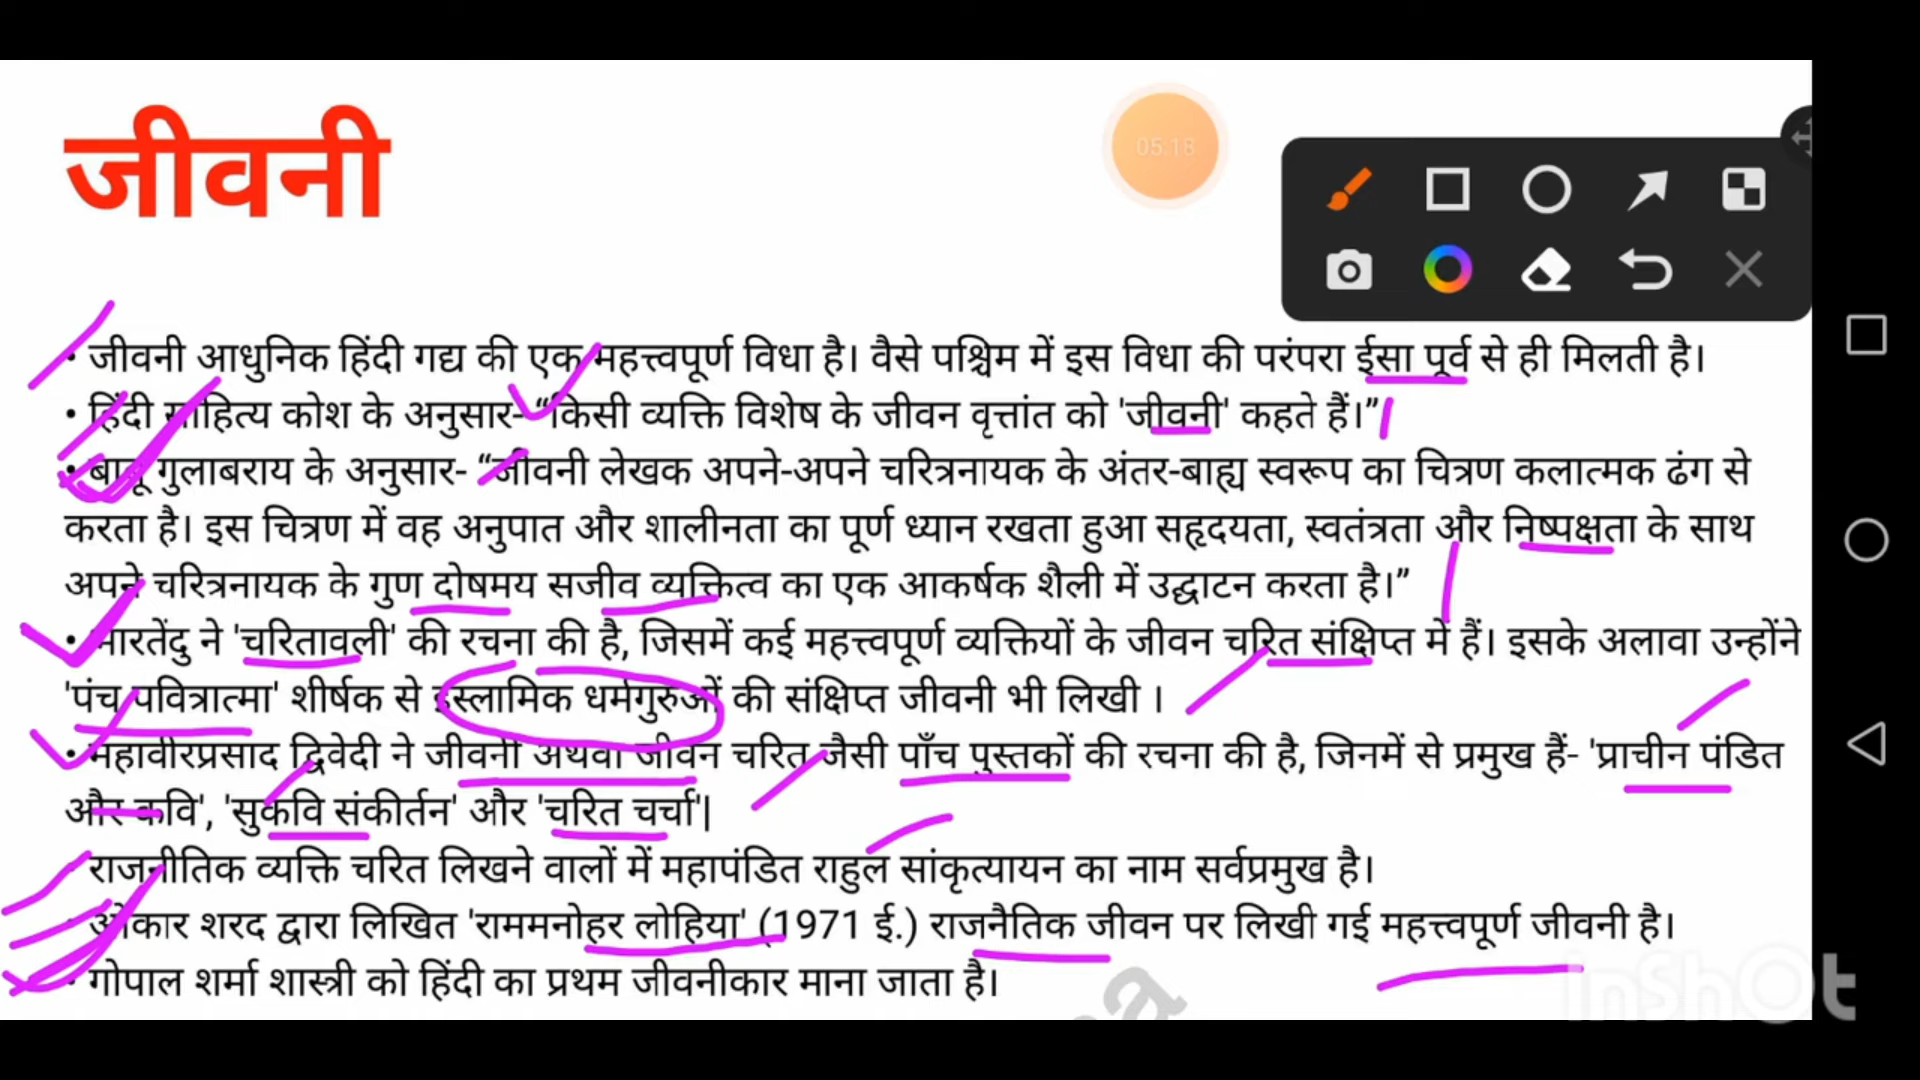 जीवनी
05:18
• जीवनी आधुनिक हिंदी गद्य की एक महत्त्वपूर्ण विधा है। वैसे पश्चिम में इस विधा की परंपरा ईसा पूर्व से ही मिलती है।
• हिंदी साहित्य कोश के अनुसार- “किसी व्यक्ति विशेष के जीवन वृत्तांत को 'जीवनी' कहते हैं।”
• बाबू गुलाबराय के अनुसार- “जीवनी लेखक अपने-अपने चरित्रनायक के अंतर-बाह्य स्वरूप का चित्रण कलात्मक ढंग से
करता है। इस चित्रण में वह अनुपात और शालीनता का पूर्ण ध्यान रखता हुआ सहृदयता, स्वतंत्रता और निष्पक्षता के साथ
अपने चरित्रनायक के गुण दोषमय सजीव व्यक्तित्व का एक आकर्षक शैली में उद्घाटन करता है।”
• भारतेंदु ने 'चरितावली' की रचना की है, जिसमें कई महत्त्वपूर्ण व्यक्तियों के जीवन चरित संक्षिप्त में हैं। इसके अलावा उन्होंने
'पंच पवित्रात्मा' शीर्षक से इस्लामिक धर्मगुरुओं की संक्षिप्त जीवनी भी लिखी ।
• महावीरप्रसाद द्विवेदी ने जीवनी अथवा जीवन चरित जैसी पाँच पुस्तकों की रचना की है, जिनमें से प्रमुख हैं- 'प्राचीन पंडित
और कवि', 'सुकवि संकीर्तन' और 'चरित चर्चा'|
• राजनीतिक व्यक्ति चरित लिखने वालों में महापंडित राहुल सांकृत्यायन का नाम सर्वप्रमुख है।
• ओंकार शरद द्वारा लिखित 'राममनोहर लोहिया' (1971 ई.) राजनैतिक जीवन पर लिखी गई महत्त्वपूर्ण जीवनी है।
• गोपाल शर्मा शास्त्री को हिंदी का प्रथम जीवनीकार माना जाता है।
InShOt